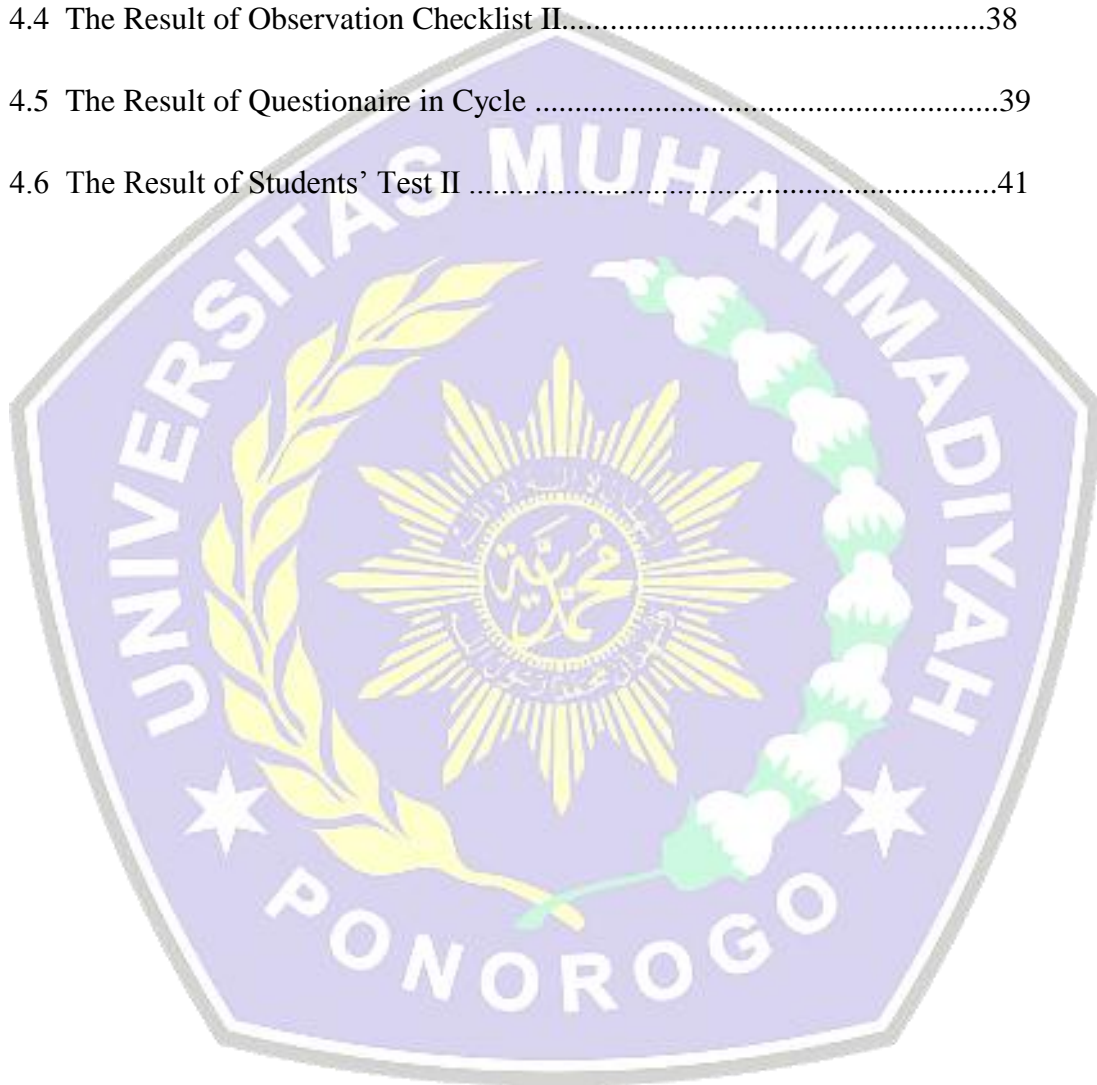 4.4 The Result of Observation Checklist II........................................................38
4.5 The Result of Questionaire in Cycle ..........................................................39
4.6 The Result of Students’ Test II ..................................................................41
UNIVERSITAS MUHAMMADIYAH
PONOROGO